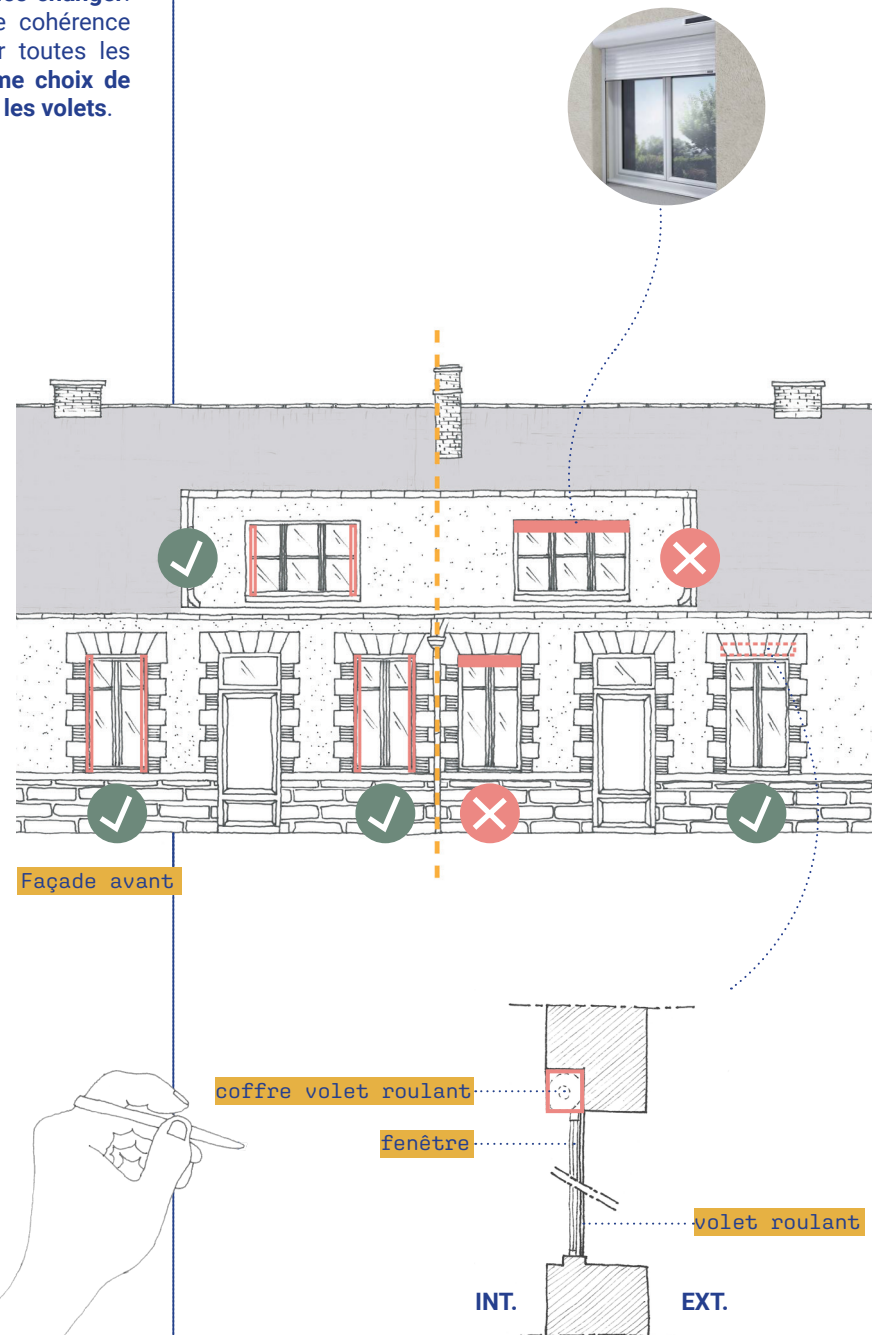 changer.
e cohérence
r toutes les
me choix de
les volets.
Façade avant
coffre volet roulant
fenêtre
volet roulant
INT.
EXT.